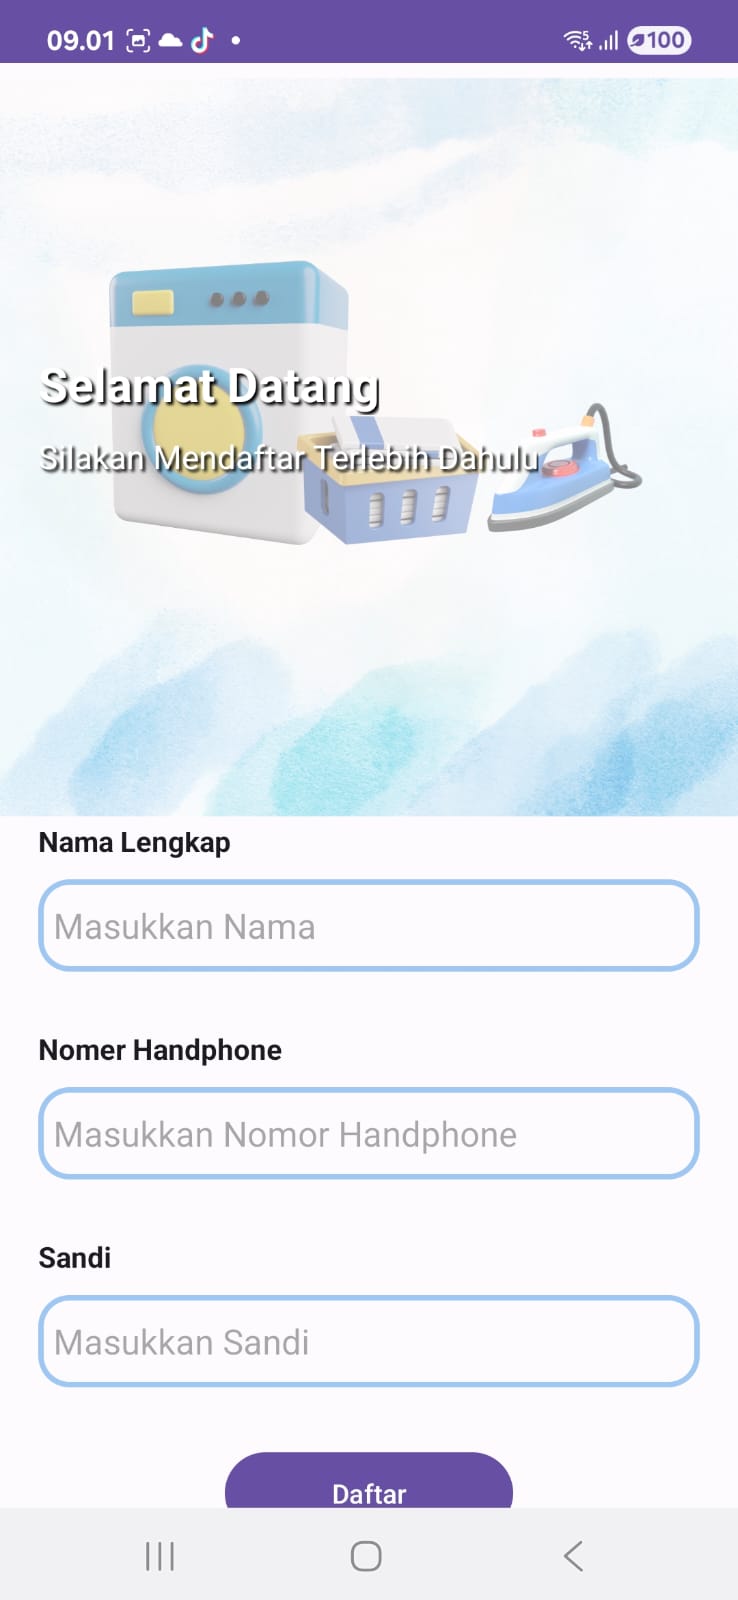 09.01
5
100
Selamat Datang
Silakan Mendaftar Terlebih Dahulu
Nama Lengkap
Masukkan Nama
Nomer Handphone
Masukkan Nomor Handphone
Sandi
Masukkan Sandi
Daftar